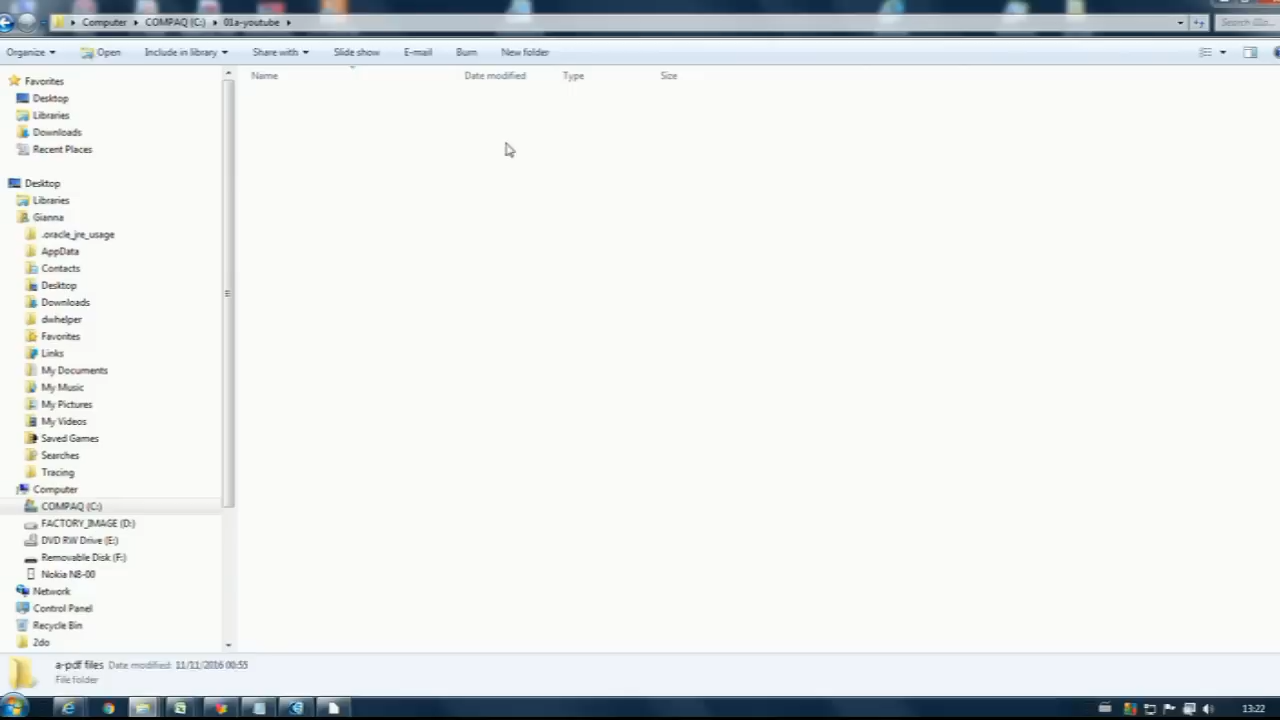 Computer COMPAQ (C:) 01a-youtube
Organize Open Include in library Share with Slide show E-mail Burn New folder
Name Date modified Type Size
Favorites
Desktop
Libraries
Downloads
Recent Places
Desktop
Libraries
Gianna
.oracle_jre_usage
AppData
Contacts
Desktop
Downloads
dwhelper
Favorites
Links
My Documents
My Music
My Pictures
My Videos
Saved Games
Searches
Tracing
Computer
COMPAQ (C:)
FACTORY_IMAGE (D:)
DVD RW Drive (E:)
Removable Disk (F:)
Nokia N8-00
Network
Control Panel
Recycle Bin
2do
a-pdf files Date modified: 11/11/2016 00:55
File folder
13:22